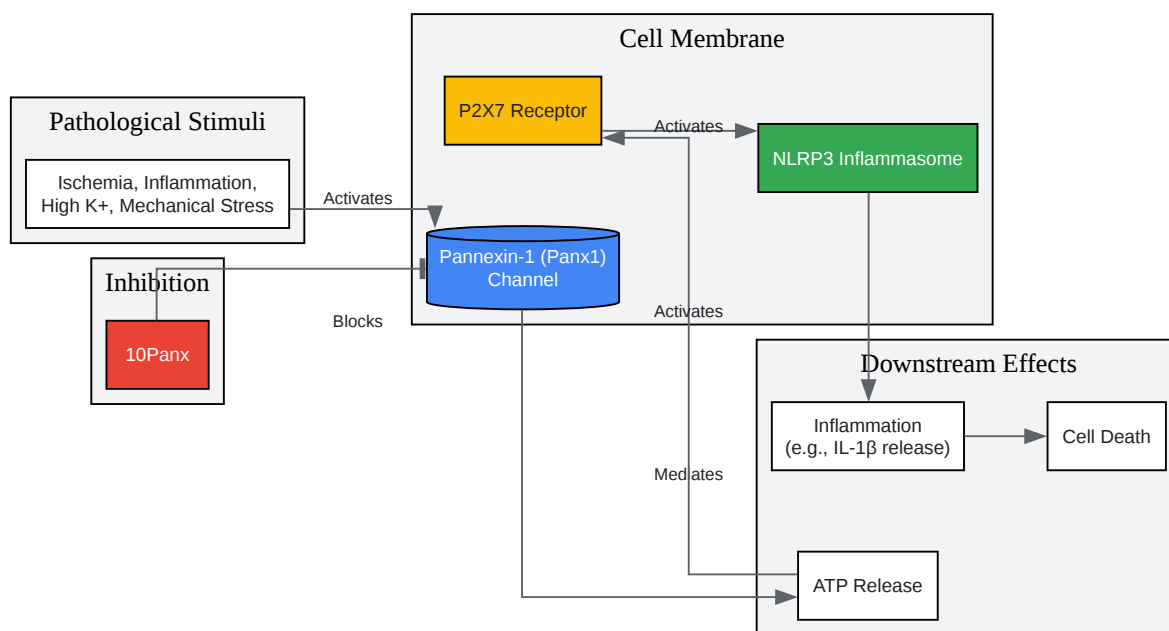 Cell Membrane
P2X7 Receptor
Activates
NLRP3 Inflammasome
Pathological Stimuli
Ischemia, Inflammation,
High K+, Mechanical Stress
Activates
Pannexin-1 (Panx1)
Channel
Inhibition
10Panx
Blocks
Activates
Downstream Effects
Inflammation
(e.g., IL-1β release)
Cell Death
Mediates
ATP Release